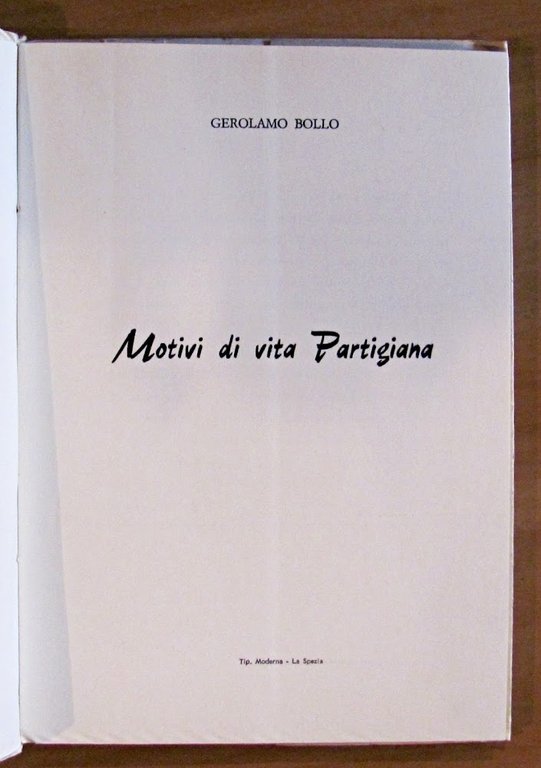 GEROLAMO BOLLO
Motivi di vita Partigiana
Tip. Moderna - La Spezia